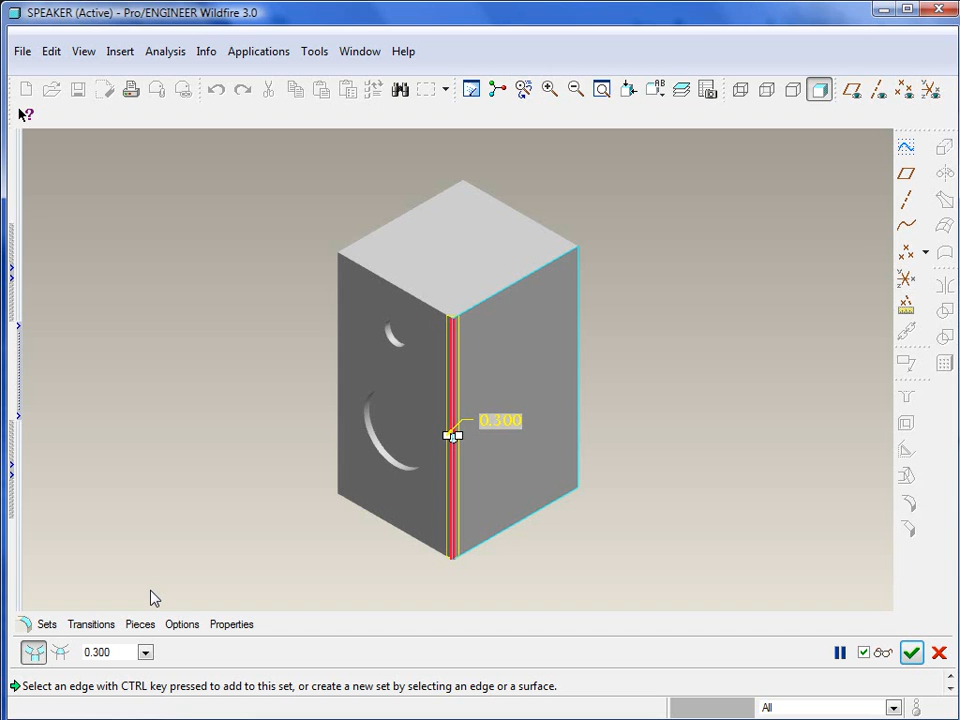 SPEAKER (Active) - Pro/ENGINEER Wildfire 3.0
File Edit View Insert Analysis Info Applications Tools Window Help
0.300
Sets Transitions Pieces Options Properties
0.300
Select an edge with CTRL key pressed to add to this set, or create a new set by selecting an edge or a surface.
All